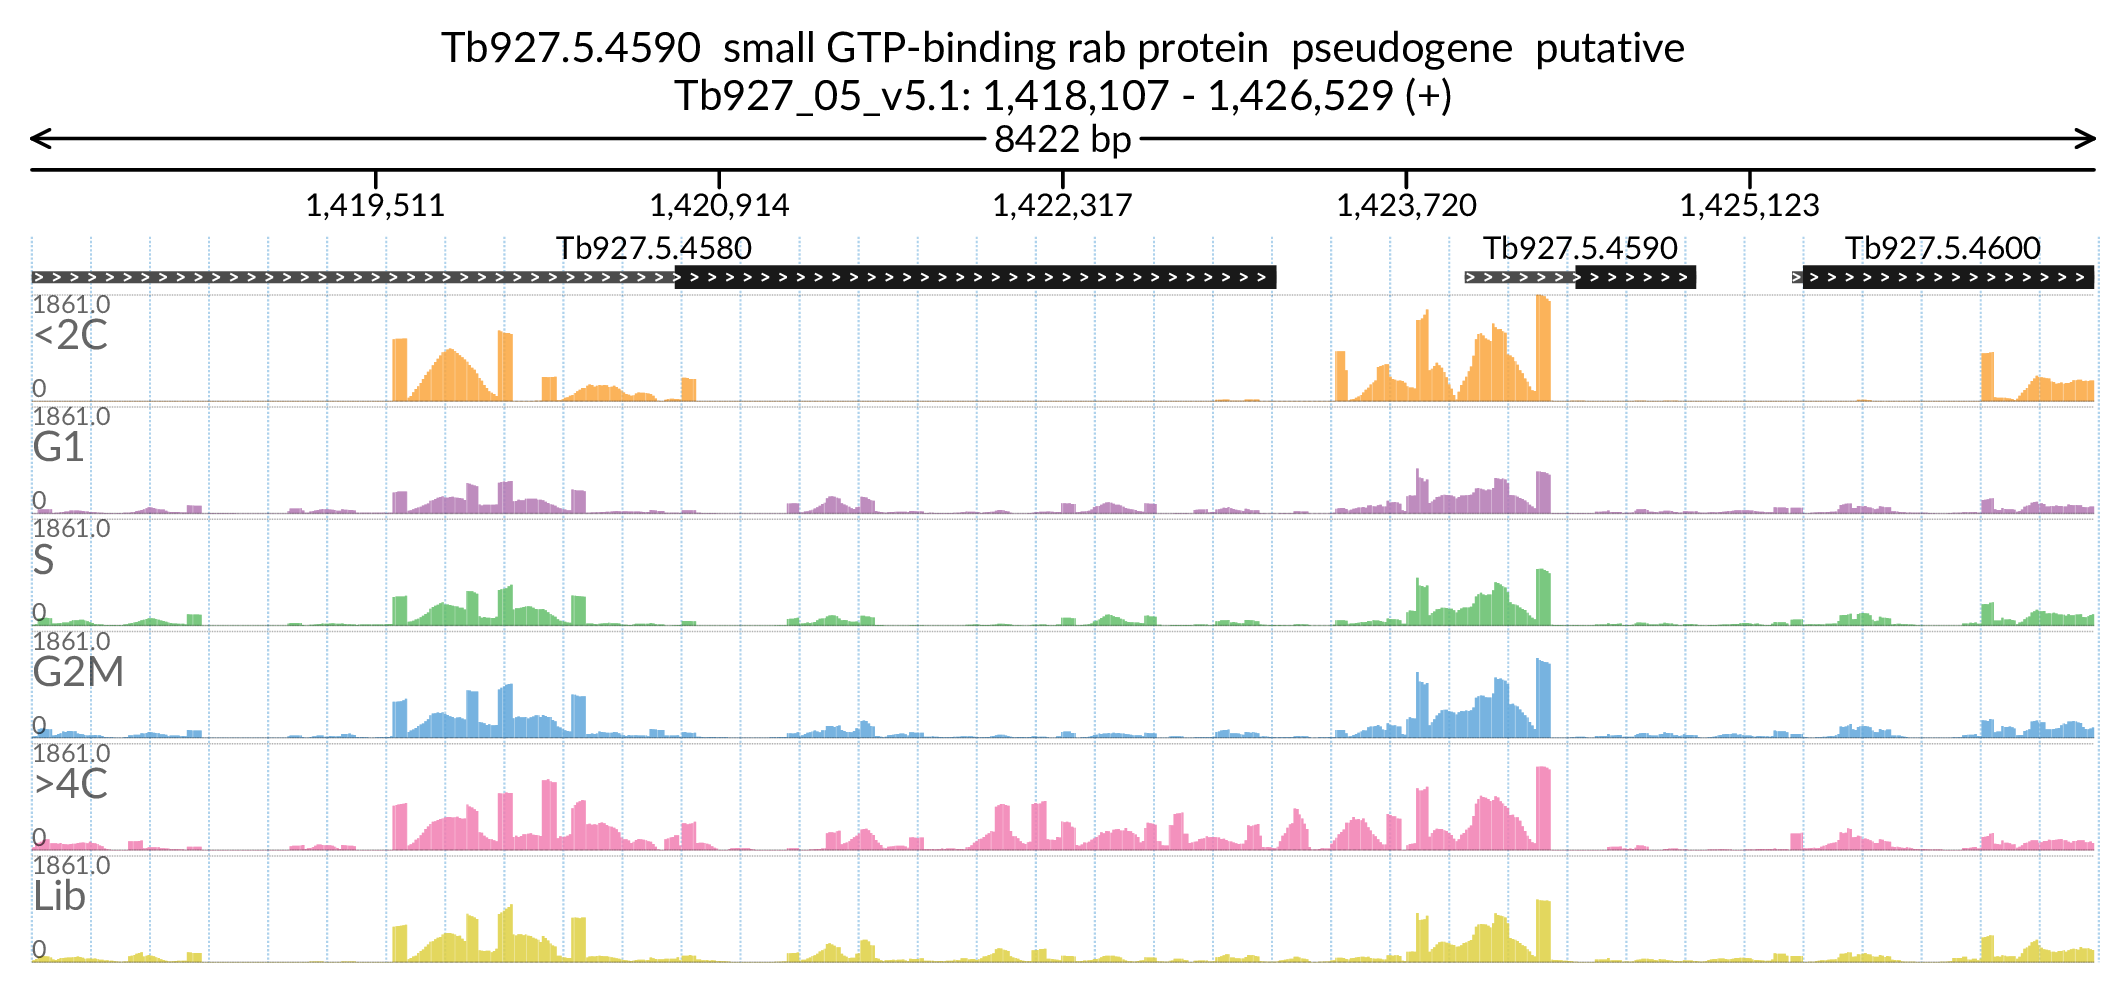 Tb927.5.4590  small GTP-binding rab protein  pseudogene  putative
Tb927_05_v5.1: 1,418,107 - 1,426,529 (+)
8422 bp
1,419,511 1,420,914 1,422,317 1,423,720 1,425,123
Tb927.5.4580 Tb927.5.4590 Tb927.5.4600
1861.0
<2C
0
1861.0
G1
0
1861.0
S
0
1861.0
G2M
0
1861.0
>4C
0
1861.0
Lib
0